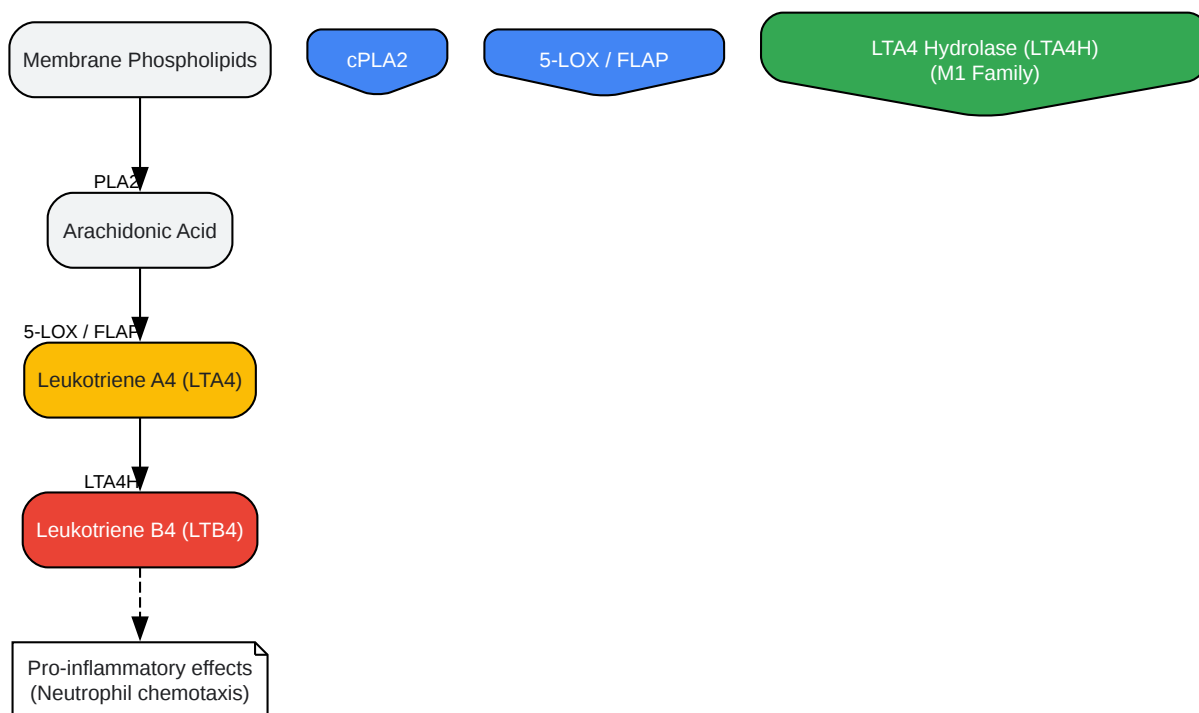 Membrane Phospholipids
cPLA2
5-LOX / FLAP
LTA4 Hydrolase (LTA4H)
(M1 Family)
PLA2
Arachidonic Acid
5-LOX / FLAP
Leukotriene A4 (LTA4)
LTA4H
Leukotriene B4 (LTB4)
Pro-inflammatory effects
(Neutrophil chemotaxis)